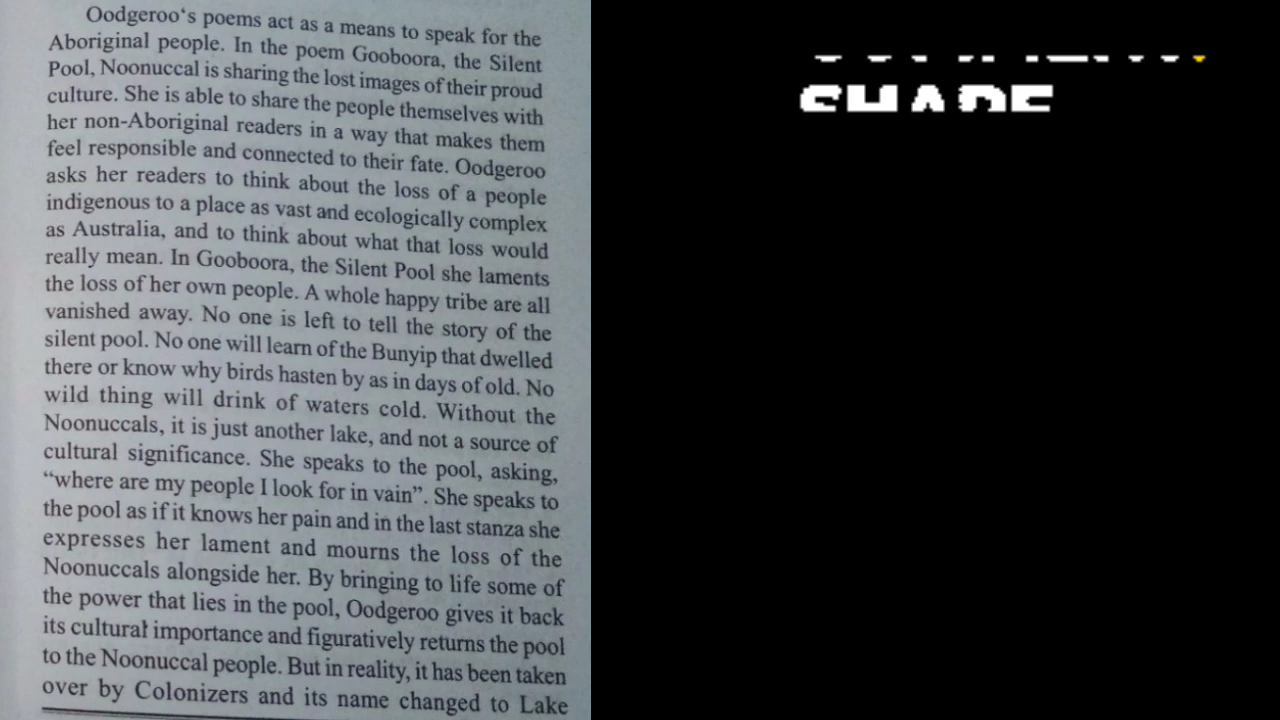 Oodgeroo‘s poems act as a means to speak for the
Aboriginal people. In the poem Gooboora, the Silent
Pool, Noonuccal is sharing the lost images of their proud
culture. She is able to share the people themselves with
her non-Aboriginal readers in a way that makes them
feel responsible and connected to their fate. Oodgeroo
asks her readers to think about the loss of a people
indigenous to a place as vast and ecologically complex
as Australia, and to think about what that loss would
really mean. In Gooboora, the Silent Pool she laments
the loss of her own people. A whole happy tribe are all
vanished away. No one is left to tell the story of the
silent pool. No one will learn of the Bunyip that dwelled
there or know why birds hasten by as in days of old. No
wild thing will drink of waters cold. Without the
Noonuccals, it is just another lake, and not a source of
cultural significance. She speaks to the pool, asking,
“where are my people I look for in vain”. She speaks to
the pool as if it knows her pain and in the last stanza she
expresses her lament and mourns the loss of the
Noonuccals alongside her. By bringing to life some of
the power that lies in the pool, Oodgeroo gives it back
its cultural importance and figuratively returns the pool
to the Noonuccal people. But in reality, it has been taken
over by Colonizers and its name changed to Lake
SHARE